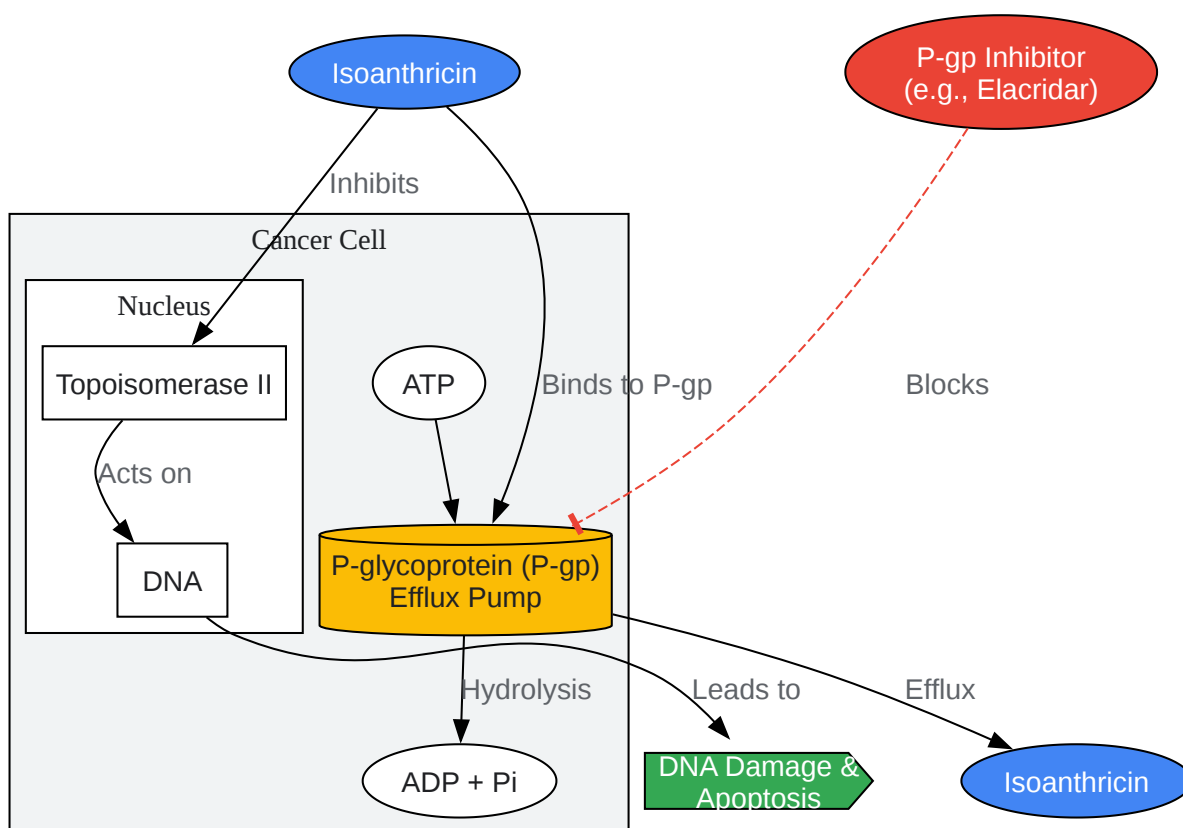 Isoanthricin
P-gp Inhibitor
(e.g., Elacridar)
Inhibits
Cancer Cell
Nucleus
Topoisomerase II
ATP
Binds to P-gp
Blocks
Acts on
P-glycoprotein (P-gp)
Efflux Pump
DNA
Hydrolysis
Leads to
Efflux
ADP + Pi
DNA Damage &
Apoptosis
Isoanthricin